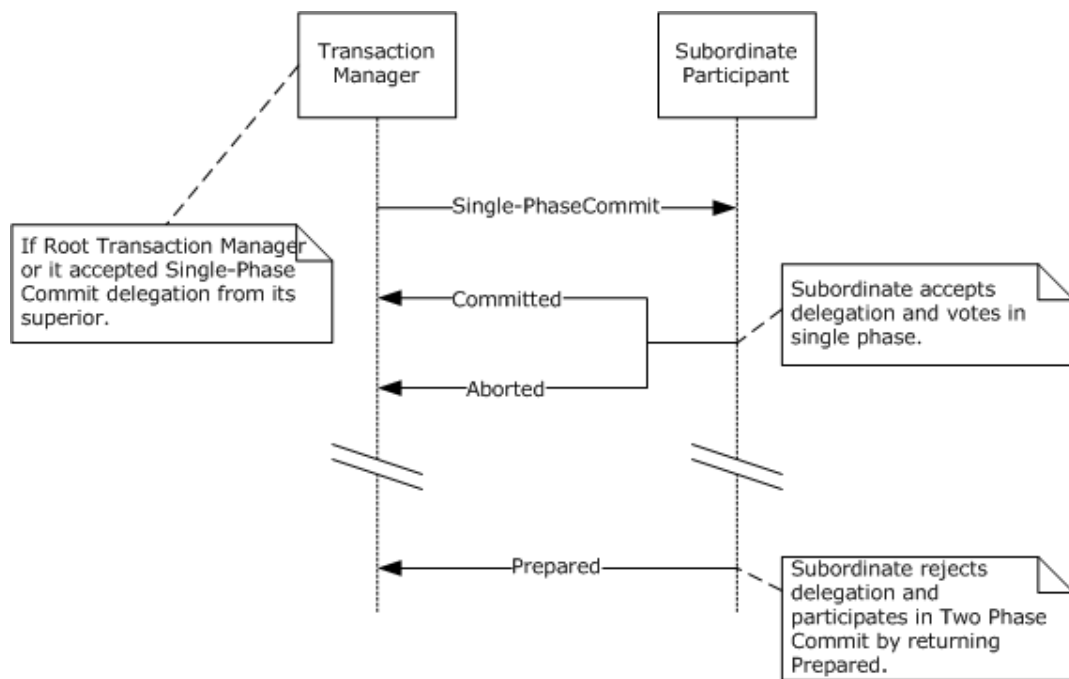 Transaction
Manager
Subordinate
Participant
Single-PhaseCommit
If Root Transaction Manager
or it accepted Single-Phase
Commit delegation from its
superior.
Committed
Subordinate accepts
delegation and votes in
single phase.
Aborted
Prepared
Subordinate rejects
delegation and
participates in Two Phase
Commit by returning
Prepared.